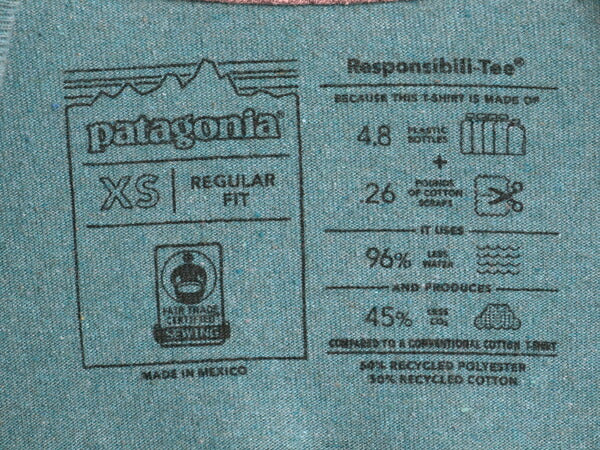 patagonia®
XS
REGULAR
FIT
FAIR TRADE
CERTIFIED
SEWING
MADE IN MEXICO
Responsibili-Tee®
BECAUSE THIS T-SHIRT IS MADE OF
4.8 PLASTIC
BOTTLES
+
.26 POUNDS
OF COTTON
SCRAPS
IT USES
96% LESS
WATER
AND PRODUCES
45% LESS
CO₂
COMPARED TO A CONVENTIONAL COTTON T-SHIRT
50% RECYCLED POLYESTER
50% RECYCLED COTTON